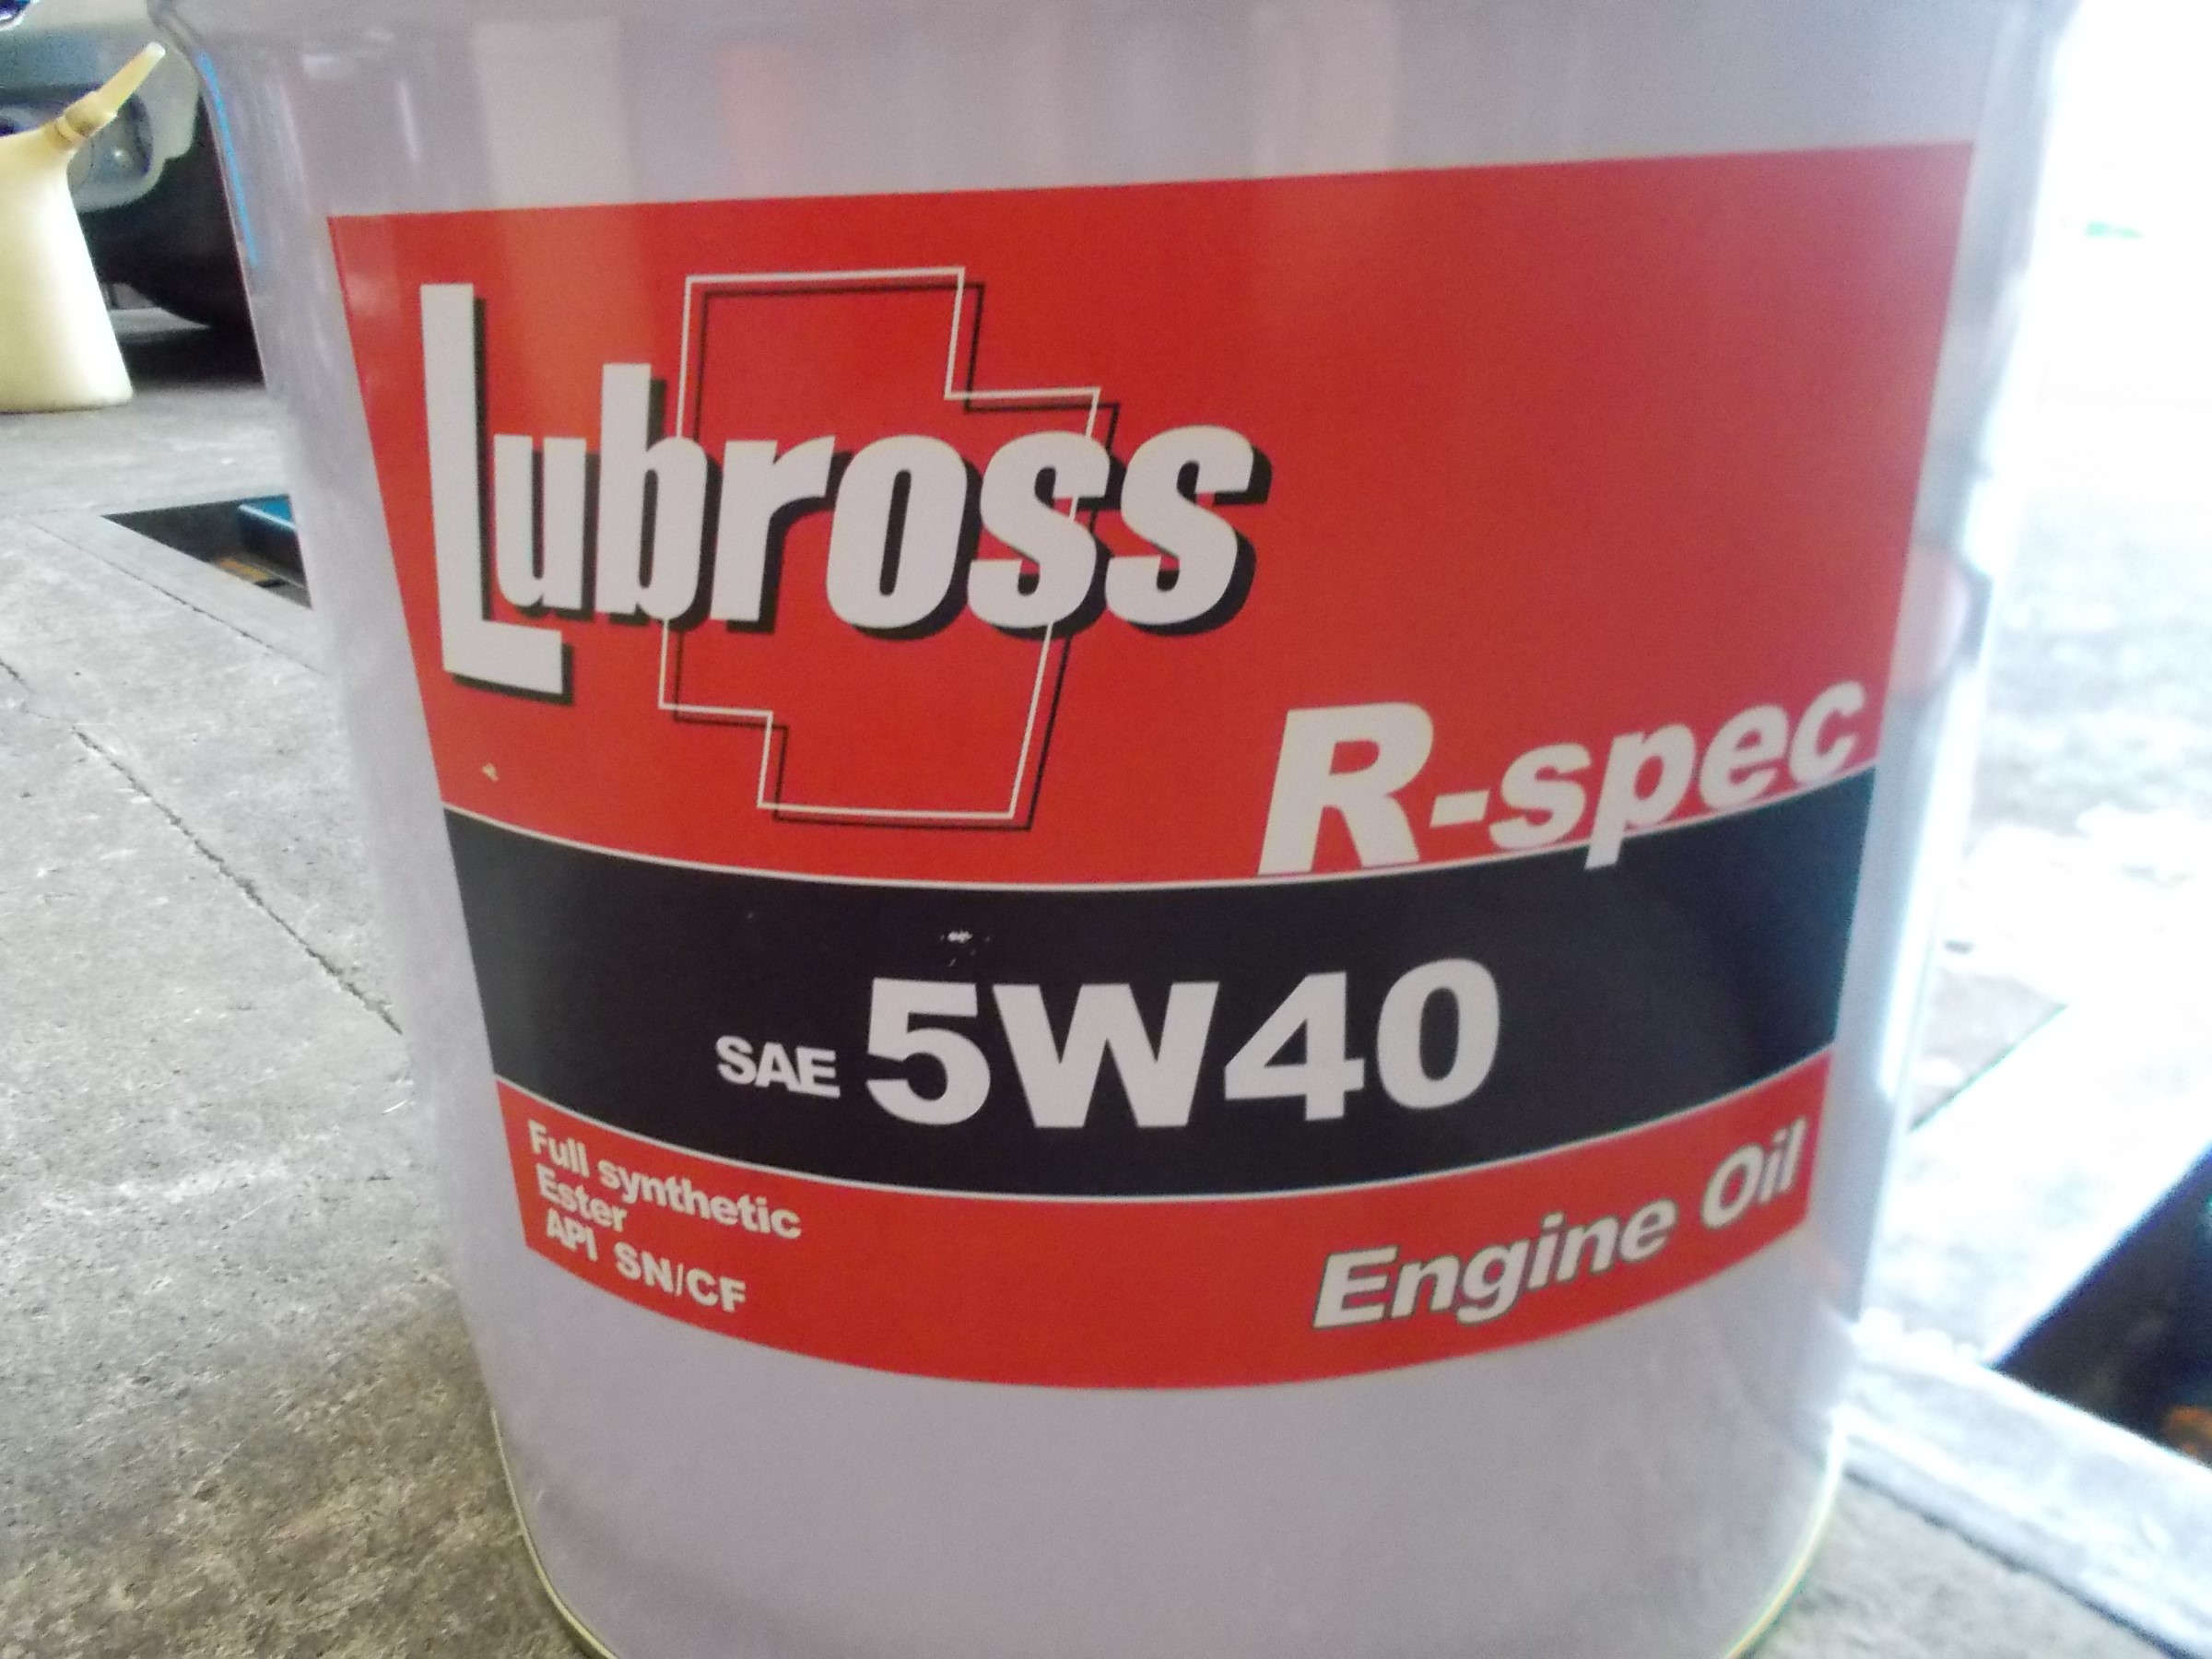 Lubross
R-spec
SAE 5W40
Full synthetic
Ester
API SN/CF
Engine Oil